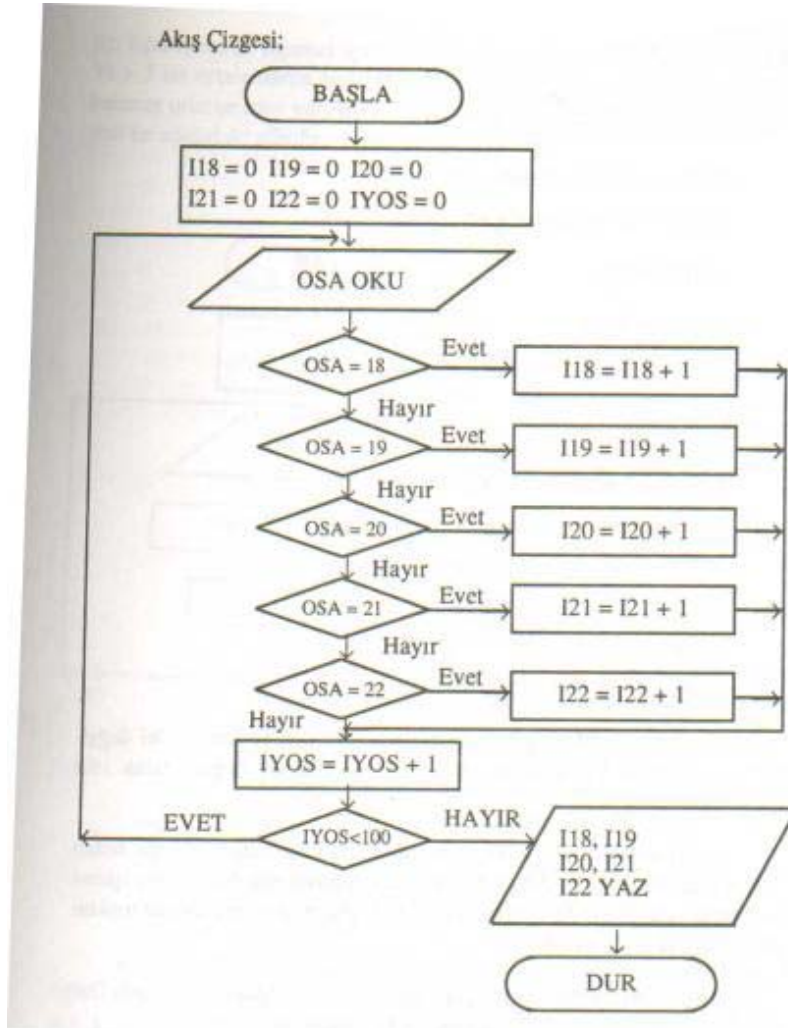 Akış Çizgesi;
BAŞLA
I18 = 0 I19 = 0 I20 = 0
I21 = 0 I22 = 0 IYOS = 0
OSA OKU
OSA = 18
Evet
I18 = I18 + 1
Hayır
OSA = 19
Evet
I19 = I19 + 1
Hayır
OSA = 20
Evet
I20 = I20 + 1
Hayır
OSA = 21
Evet
I21 = I21 + 1
Hayır
OSA = 22
Evet
I22 = I22 + 1
Hayır
IYOS = IYOS + 1
EVET
IYOS<100
HAYIR
I18, I19
I20, I21
I22 YAZ
DUR